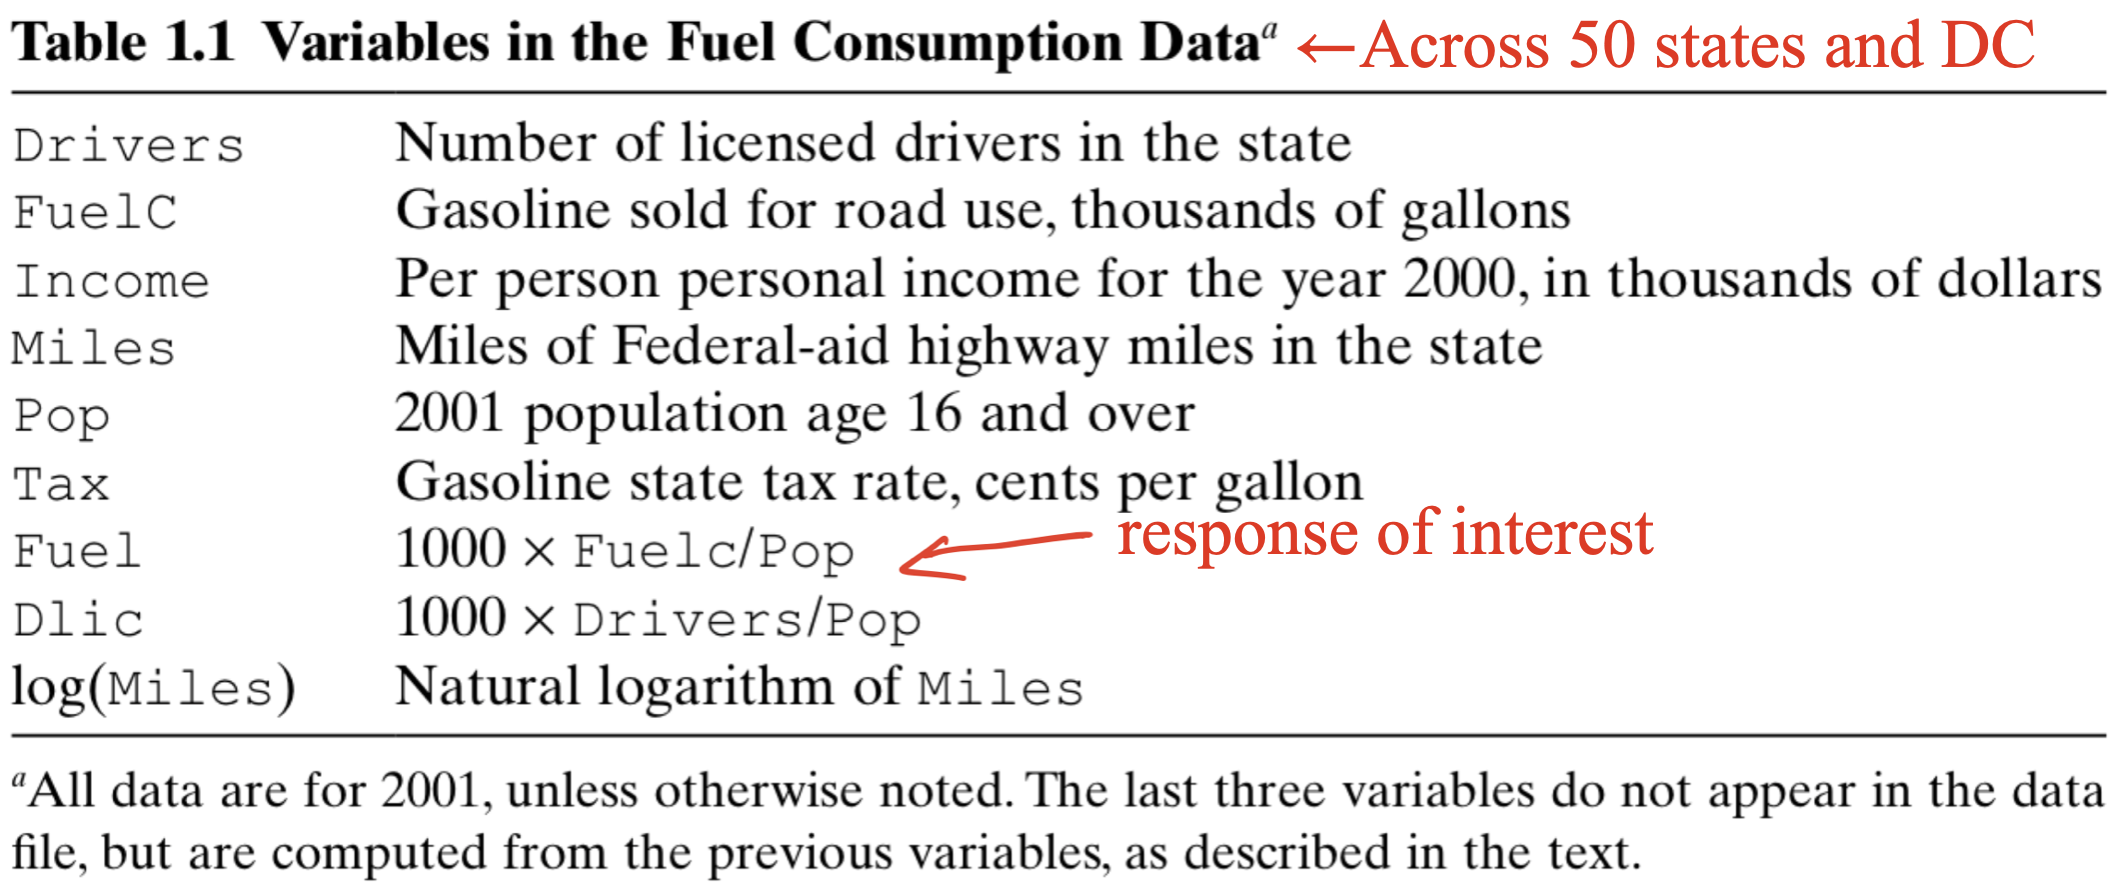 Table 1.1 Variables in the Fuel Consumption Dataᵃ ←Across 50 states and DC
Drivers Number of licensed drivers in the state
FuelC Gasoline sold for road use, thousands of gallons
Income Per person personal income for the year 2000, in thousands of dollars
Miles Miles of Federal-aid highway miles in the state
Pop 2001 population age 16 and over
Tax Gasoline state tax rate, cents per gallon
Fuel 1000 × Fuelc/Pop response of interest
Dlic 1000 × Drivers/Pop
log(Miles) Natural logarithm of Miles
ᵃAll data are for 2001, unless otherwise noted. The last three variables do not appear in the data
file, but are computed from the previous variables, as described in the text.